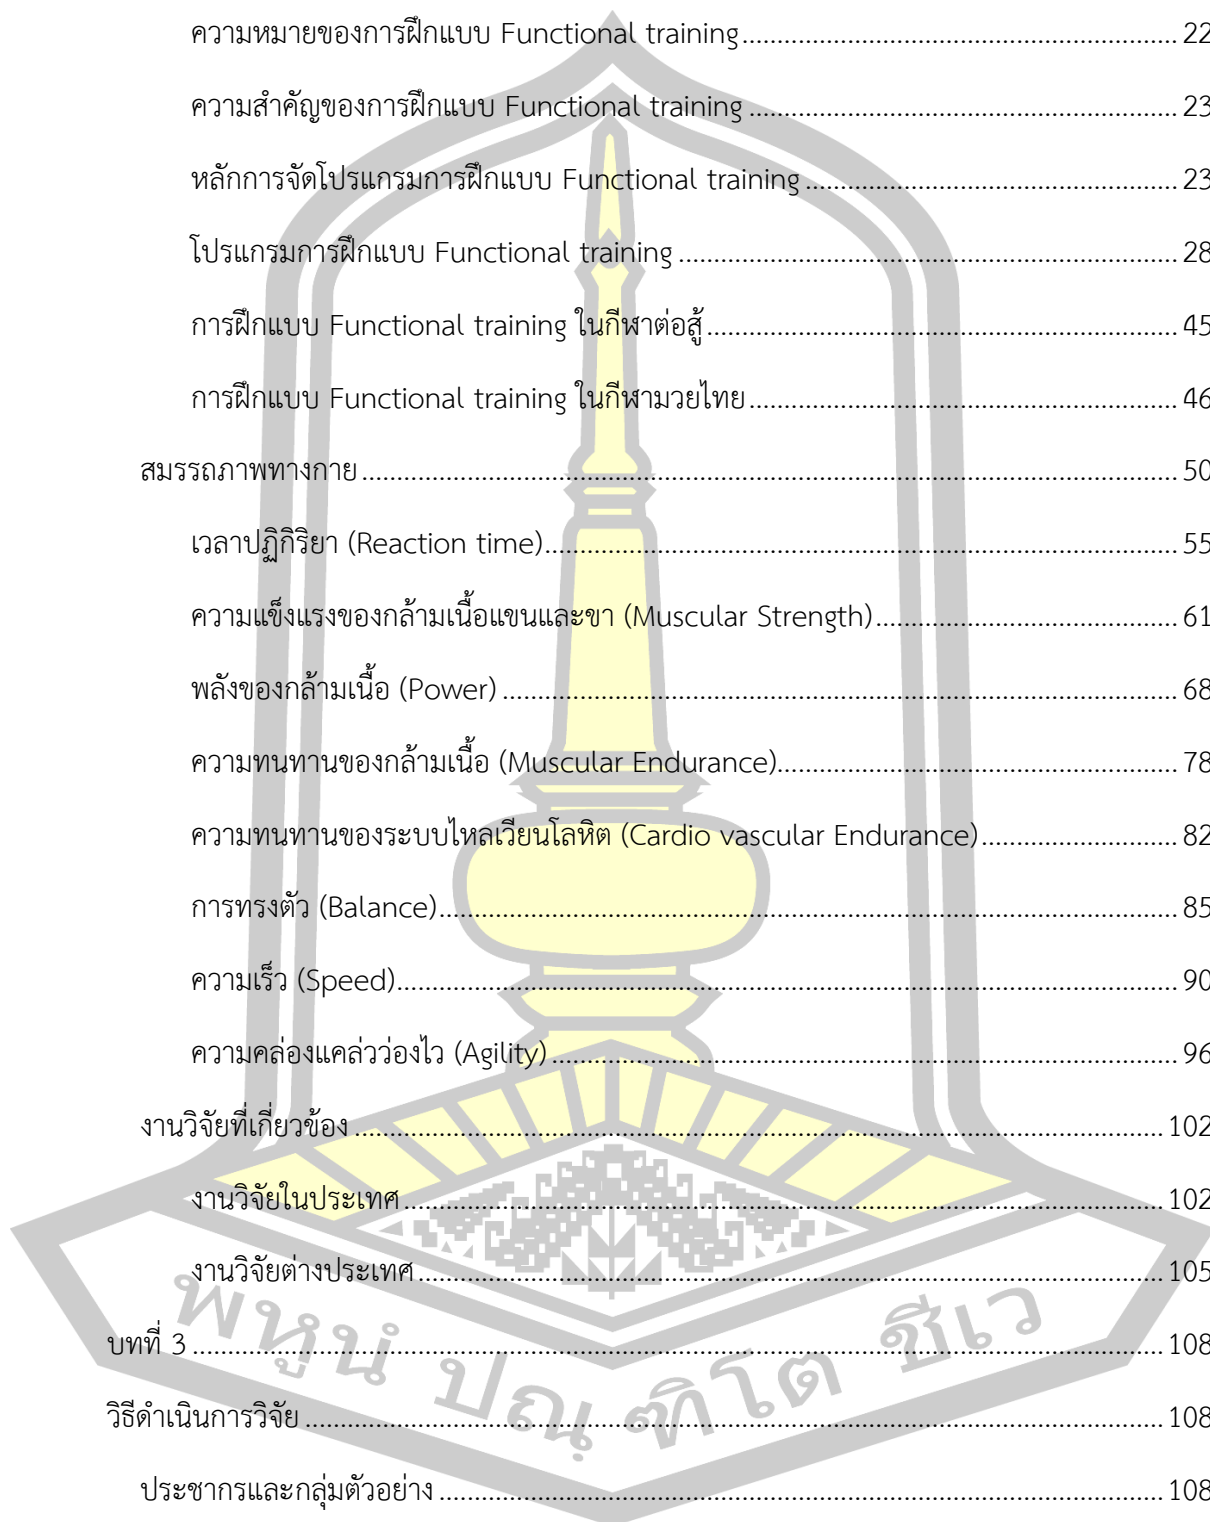 ความหมายของการฝึกแบบ Functional training ........ 22
ความสำคัญของการฝึกแบบ Functional training ........ 23
หลักการจัดโปรแกรมการฝึกแบบ Functional training ........ 23
โปรแกรมการฝึกแบบ Functional training ........ 28
การฝึกแบบ Functional training ในกีฬาต่อสู้ ........ 45
การฝึกแบบ Functional training ในกีฬามวยไทย ........ 46
สมรรถภาพทางกาย ........ 50
เวลาปฏิกิริยา (Reaction time) ........ 55
ความแข็งแรงของกล้ามเนื้อแขนและขา (Muscular Strength) ........ 61
พลังของกล้ามเนื้อ (Power) ........ 68
ความทนทานของกล้ามเนื้อ (Muscular Endurance) ........ 78
ความทนทานของระบบไหลเวียนโลหิต (Cardio vascular Endurance) ........ 82
การทรงตัว (Balance) ........ 85
ความเร็ว (Speed) ........ 90
ความคล่องแคล่วว่องไว (Agility) ........ 96
งานวิจัยที่เกี่ยวข้อง ........ 102
งานวิจัยในประเทศ ........ 102
งานวิจัยต่างประเทศ ........ 105
บทที่ 3 ........ 108
วิธีดำเนินการวิจัย ........ 108
ประชากรและกลุ่มตัวอย่าง ........ 108
พหูนํ ปณฺฑิโต ชีเว